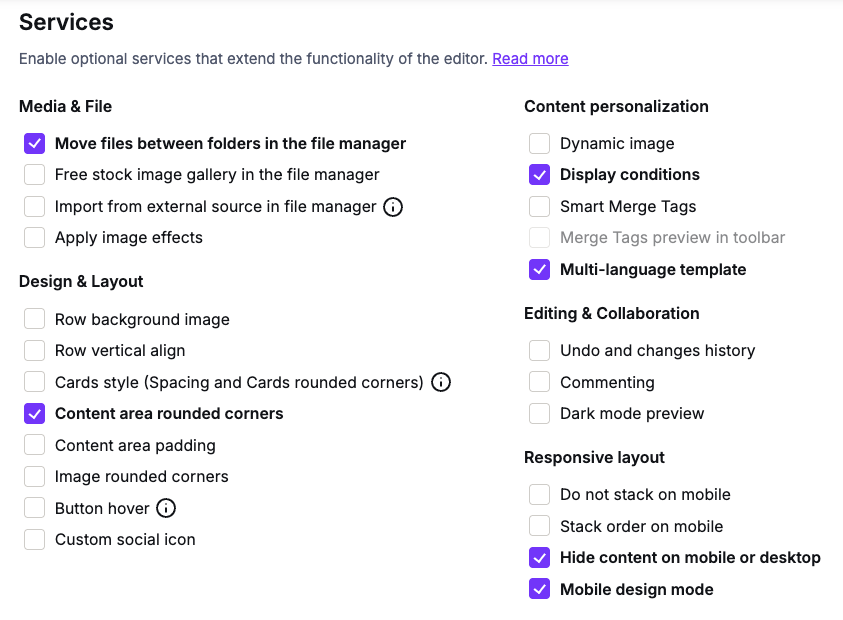 Services
Enable optional services that extend the functionality of the editor. Read more
Media & File
Move files between folders in the file manager
Free stock image gallery in the file manager
Import from external source in file manager
Apply image effects
Design & Layout
Row background image
Row vertical align
Cards style (Spacing and Cards rounded corners)
Content area rounded corners
Content area padding
Image rounded corners
Button hover
Custom social icon
Content personalization
Dynamic image
Display conditions
Smart Merge Tags
Merge Tags preview in toolbar
Multi-language template
Editing & Collaboration
Undo and changes history
Commenting
Dark mode preview
Responsive layout
Do not stack on mobile
Stack order on mobile
Hide content on mobile or desktop
Mobile design mode